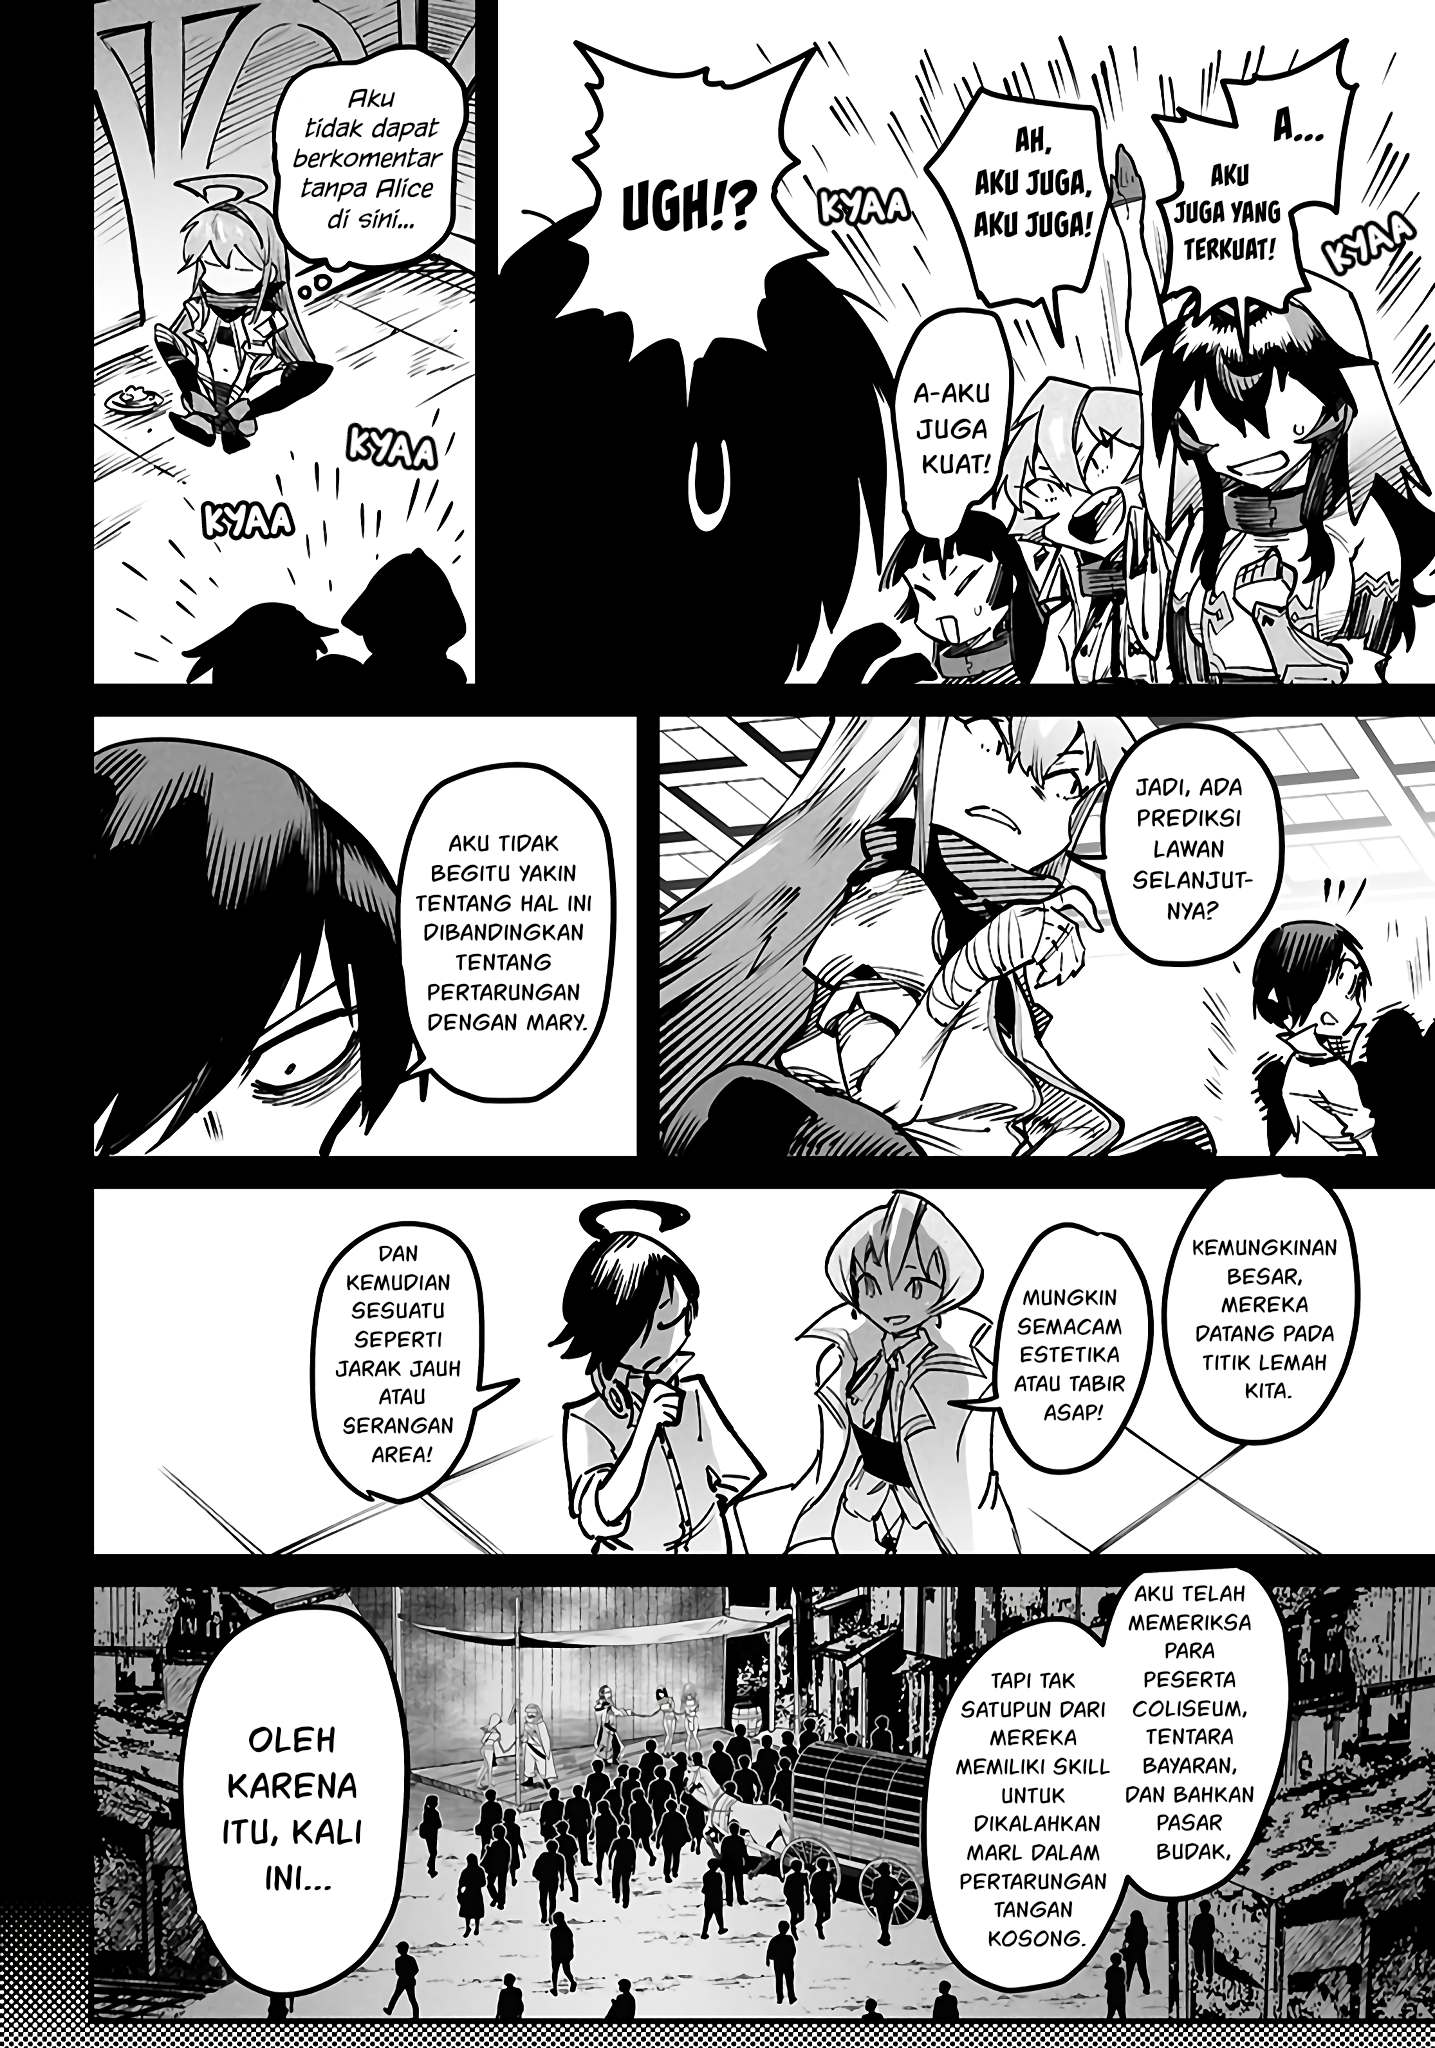 A...
AKU
JUGA YANG
TERKUAT!
AH,
AKU JUGA,
AKU JUGA!
KYAA
KYAA
A-AKU
JUGA
KUAT!
UGH!?
Aku
tidak dapat
berkomentar
tanpa Alice
di sini...
KYAA
KYAA
JADI, ADA
PREDIKSI
LAWAN
SELANJUT-
NYA?
AKU TIDAK
BEGITU YAKIN
TENTANG HAL INI
DIBANDINGKAN
TENTANG
PERTARUNGAN
DENGAN MARY.
KEMUNGKINAN
BESAR,
MEREKA
DATANG PADA
TITIK LEMAH
KITA.
MUNGKIN
SEMACAM
ESTETIKA
ATAU TABIR
ASAP!
DAN
KEMUDIAN
SESUATU
SEPERTI
JARAK JAUH
ATAU
SERANGAN
AREA!
AKU TELAH
MEMERIKSA
PARA
PESERTA
COLISEUM,
TENTARA
BAYARAN,
DAN BAHKAN
PASAR
BUDAK,
TAPI TAK
SATUPUN DARI
MEREKA
MEMILIKI SKILL
UNTUK
DIKALAHKAN
MARL DALAM
PERTARUNGAN
TANGAN
KOSONG.
OLEH
KARENA
ITU, KALI
INI...